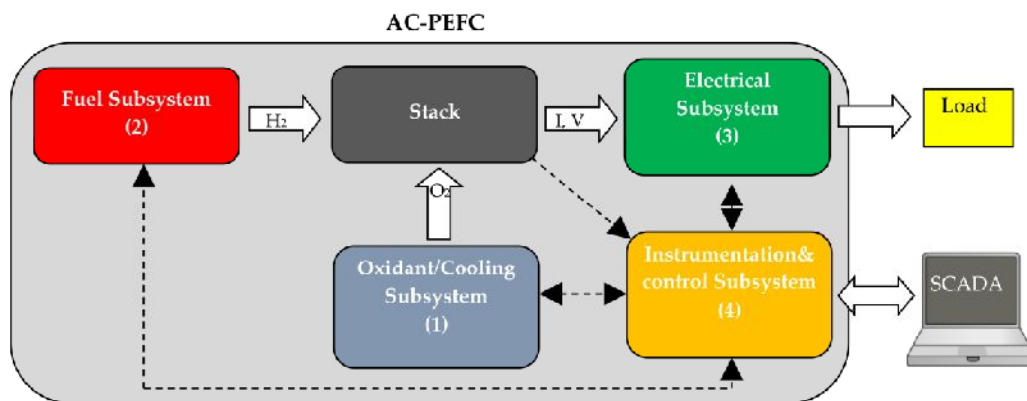 AC-PEFC
Fuel Subsystem
(2)
H2
Stack
I, V
Electrical
Subsystem
(3)
Load
O2
Oxidant/Cooling
Subsystem
(1)
Instrumentation&
control Subsystem
(4)
SCADA